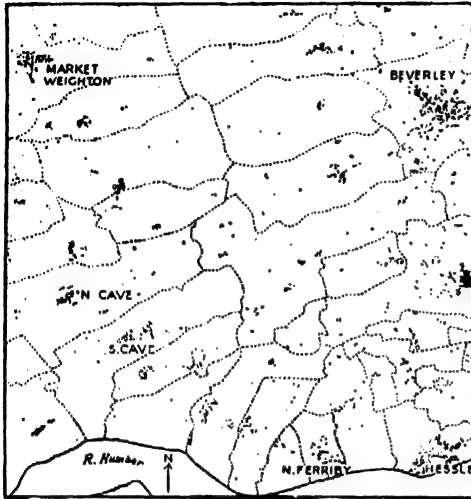 MARKET
WEIGHTON
BEVERLEY
N CAVE
S.CAVE
R. Humber
N
N.FERRIBY
HESSLE